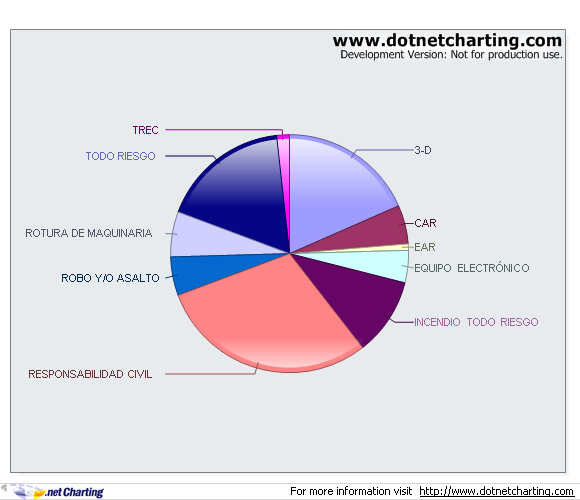 www.dotnetcharting.com
Development Version: Not for production use.
TREC
TODO RIESGO
3-D
ROTURA DE MAQUINARIA
CAR
EAR
ROBO Y/O ASALTO
EQUIPO ELECTRÓNICO
INCENDIO TODO RIESGO
RESPONSABILIDAD CIVIL
.net Charting
For more information visit http://www.dotnetcharting.com